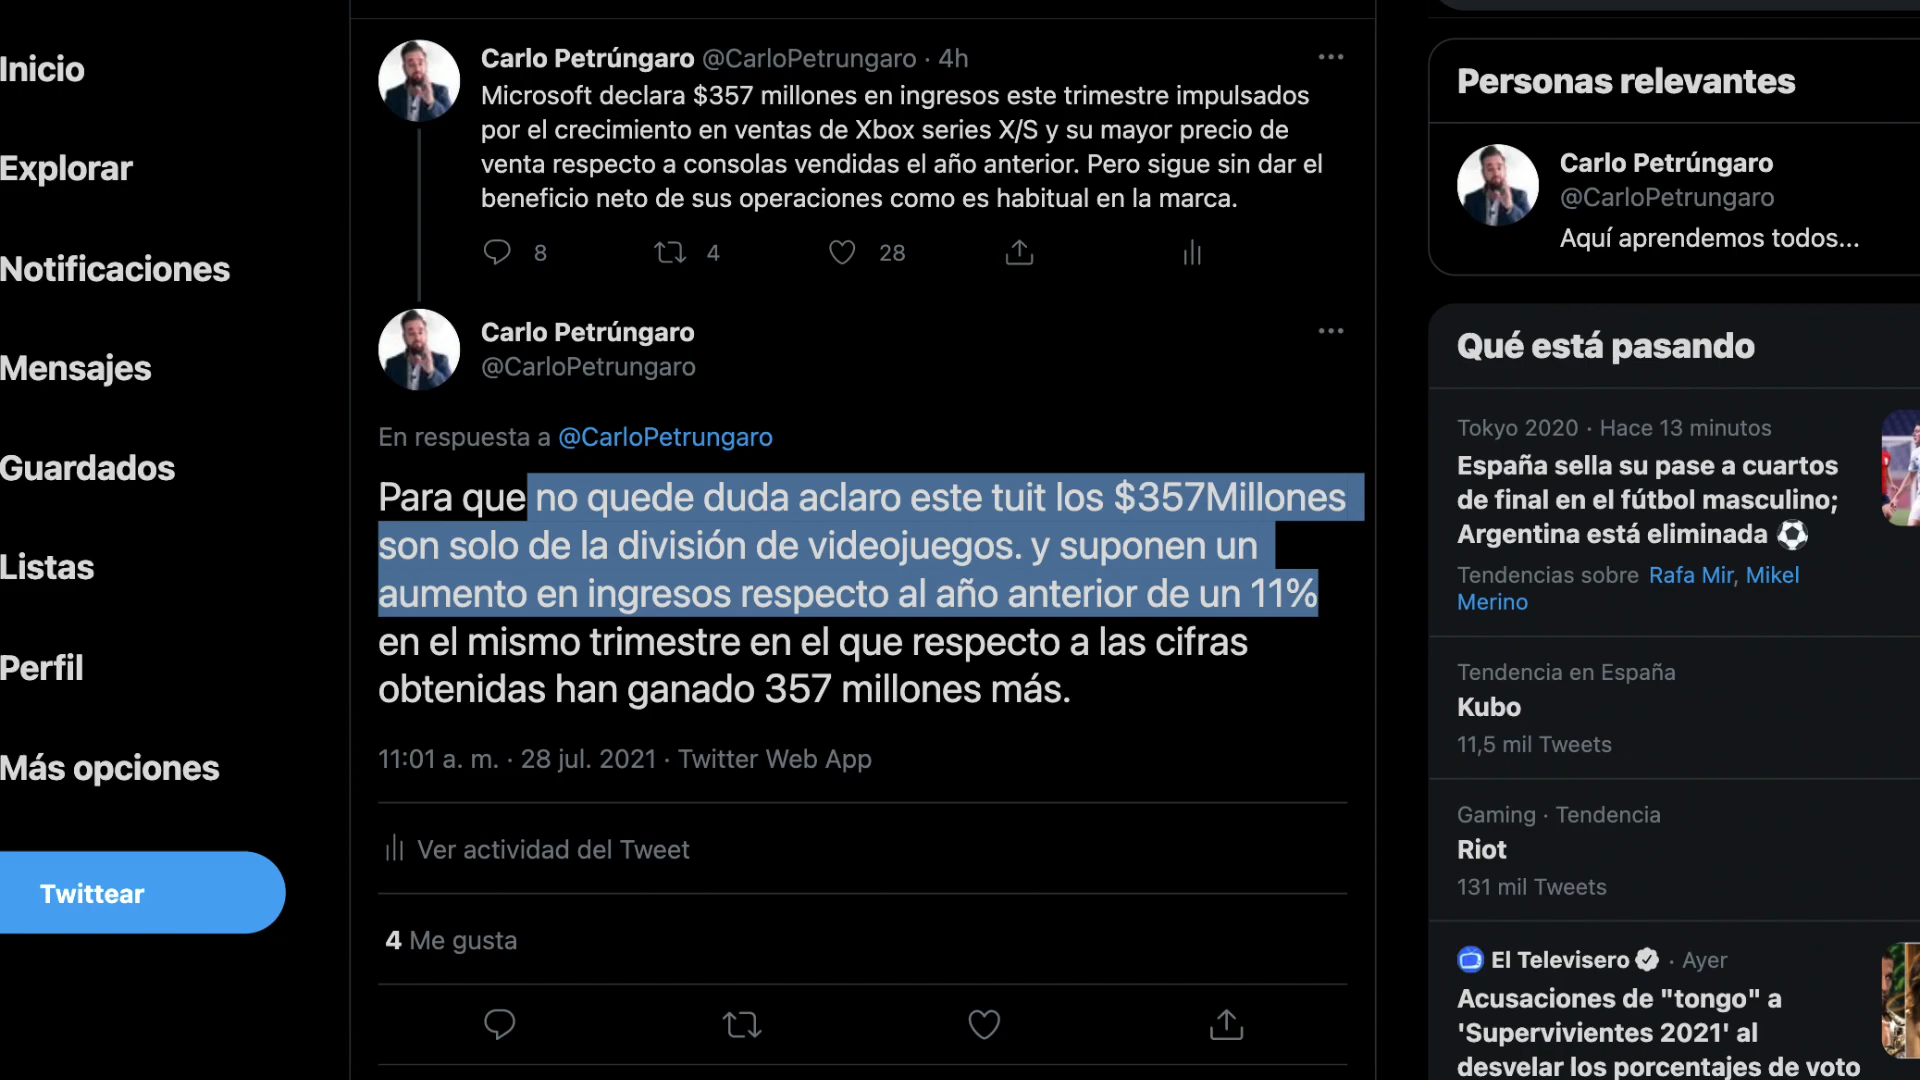 Inicio
Explorar
Notificaciones
Mensajes
Guardados
Listas
Perfil
Más opciones
Twittear
Carlo Petrúngaro @CarloPetrungaro · 4h
Microsoft declara $357 millones en ingresos este trimestre impulsados
por el crecimiento en ventas de Xbox series X/S y su mayor precio de
venta respecto a consolas vendidas el año anterior. Pero sigue sin dar el
beneficio neto de sus operaciones como es habitual en la marca.
8 4 28
Carlo Petrúngaro
@CarloPetrungaro
En respuesta a @CarloPetrungaro
Para que no quede duda aclaro este tuit los $357Millones
son solo de la división de videojuegos. y suponen un
aumento en ingresos respecto al año anterior de un 11%
en el mismo trimestre en el que respecto a las cifras
obtenidas han ganado 357 millones más.
11:01 a. m. · 28 jul. 2021 · Twitter Web App
Ver actividad del Tweet
4 Me gusta
Personas relevantes
Carlo Petrúngaro
@CarloPetrungaro
Aquí aprendemos todos...
Qué está pasando
Tokyo 2020 · Hace 13 minutos
España sella su pase a cuartos
de final en el fútbol masculino;
Argentina está eliminada ⚽
Tendencias sobre Rafa Mir, Mikel
Merino
Tendencia en España
Kubo
11,5 mil Tweets
Gaming · Tendencia
Riot
131 mil Tweets
El Televisero · Ayer
Acusaciones de "tongo" a
'Supervivientes 2021' al
desvelar los porcentajes de voto